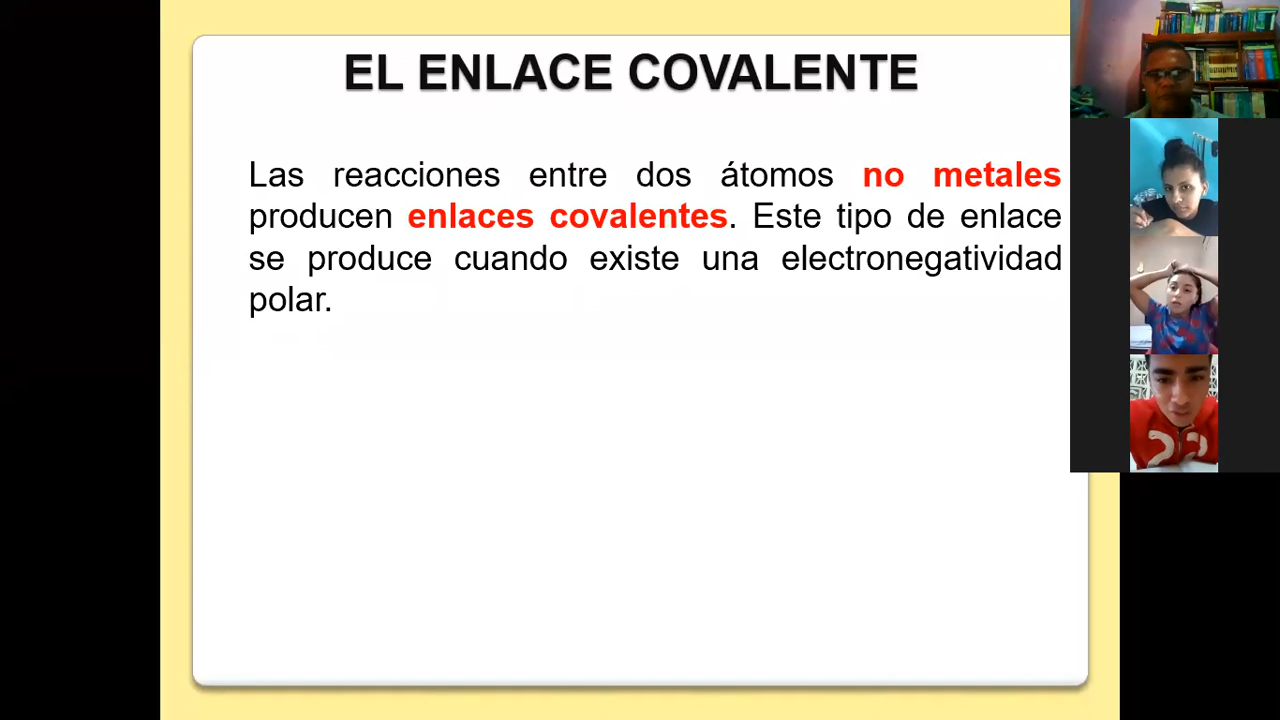 EL ENLACE COVALENTE
Las reacciones entre dos átomos no metales
producen enlaces covalentes. Este tipo de enlace
se produce cuando existe una electronegatividad
polar.